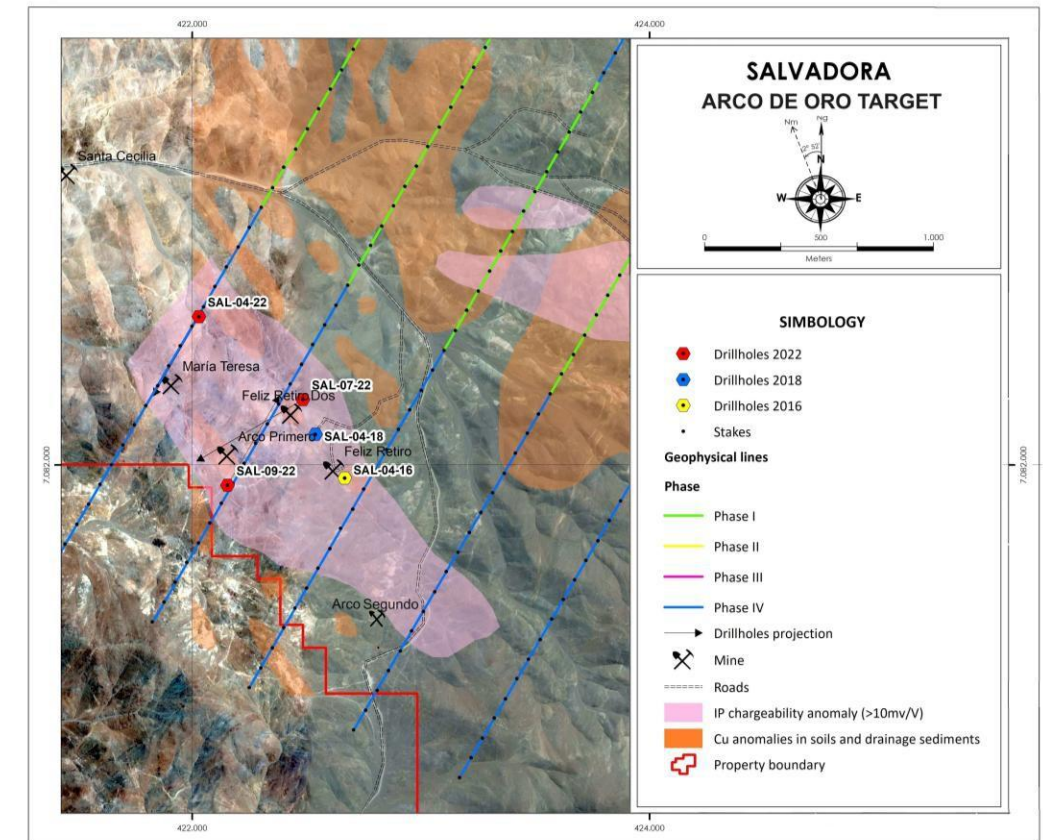 422.000
424.000
SALVADORA
ARCO DE ORO TARGET
Nm
Ng
12° 52'
N
W
E
0
500
1.000
Meters
Santa Cecilia
SAL-04-22
María Teresa
SAL-07-22
Feliz Retiro Dos
Arco Primero
SAL-04-18
Feliz Retiro
SAL-09-22
SAL-04-16
Arco Segundo
7.082.000
7.082.000
SIMBOLOGY
Drillholes 2022
Drillholes 2018
Drillholes 2016
Stakes
Geophysical lines
Phase
Phase I
Phase II
Phase III
Phase IV
Drillholes projection
Mine
Roads
IP chargeability anomaly (>10mv/V)
Cu anomalies in soils and drainage sediments
Property boundary
422.000
424.000